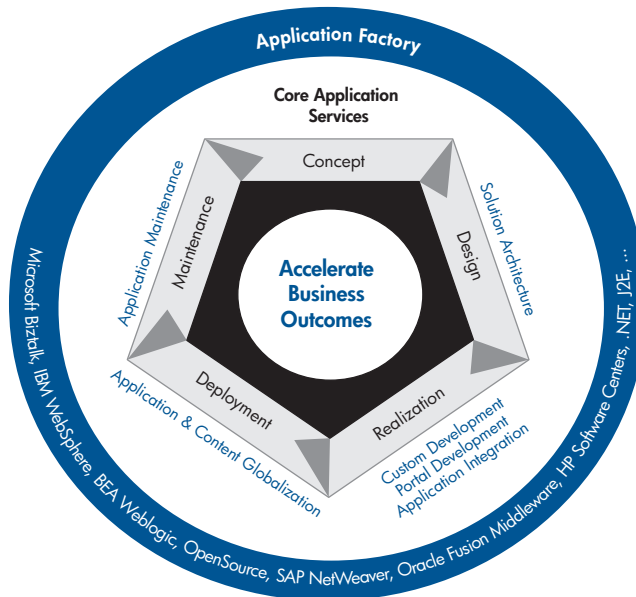 Application Factory
Core Application
Services
Concept
Design
Solution Architecture
Realization
Custom Development
Portal Development
Application Integration
Deployment
Application & Content Globalization
Maintenance
Application Maintenance
Accelerate
Business
Outcomes
Microsoft Biztalk, IBM WebSphere, BEA Weblogic, OpenSource, SAP NetWeaver, Oracle Fusion Middleware, HP Software Centers, .NET, J2E, ...